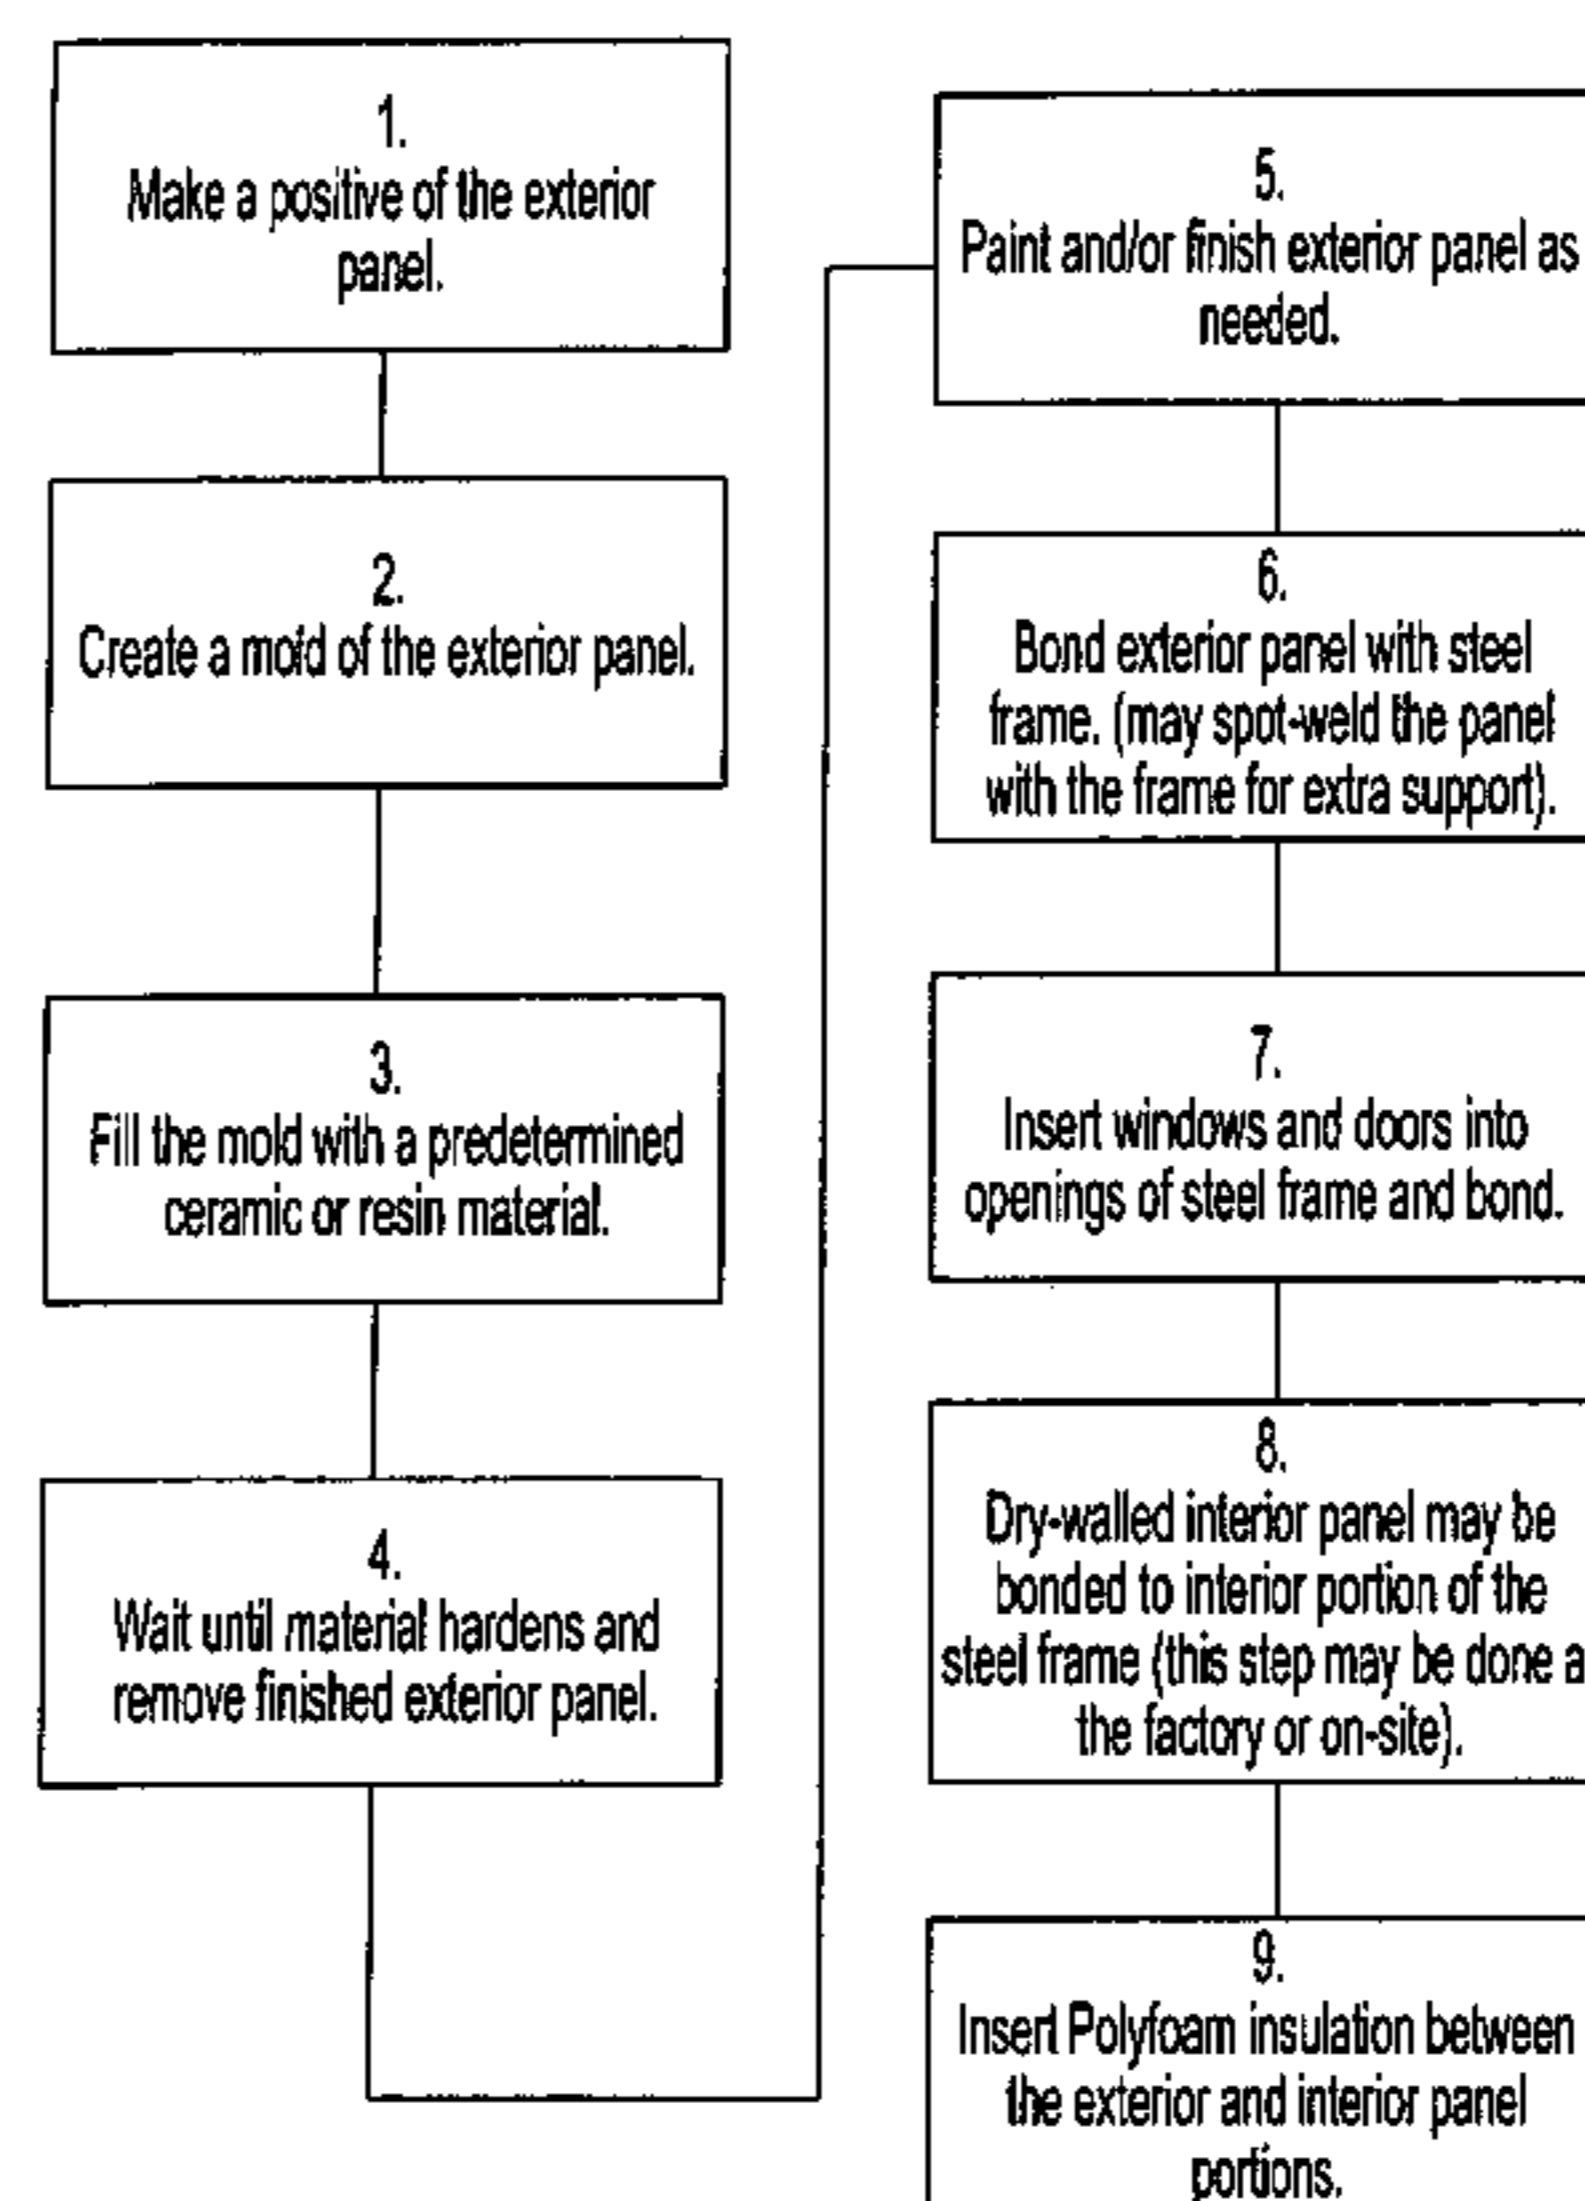 1.
Make a positive of the exterior
panel.
2.
Create a mold of the exterior panel.
3.
Fill the mold with a predetermined
ceramic or resin material.
4.
Wait until material hardens and
remove finished exterior panel.
5.
Paint and/or finish exterior panel as
needed.
6.
Bond exterior panel with steel
frame. (may spot-weld the panel
with the frame for extra support).
7.
Insert windows and doors into
openings of steel frame and bond.
8.
Dry-walled interior panel may be
bonded to interior portion of the
steel frame (this step may be done a
the factory or on-site).
9.
Insert Polyfoam insulation between
the exterior and interior panel
portions.